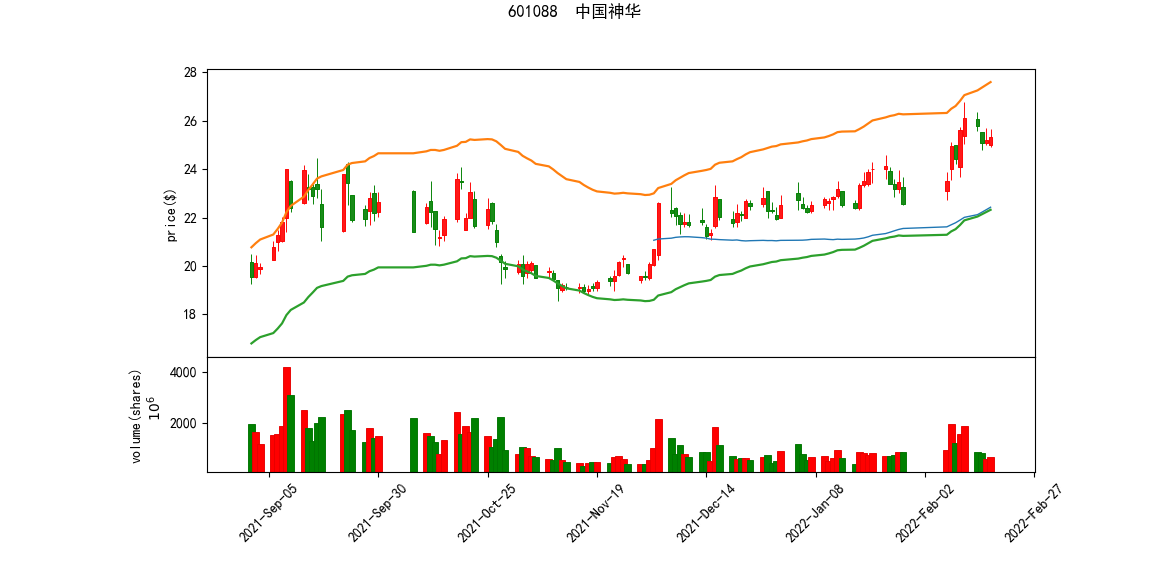 601088  中国神华
price($)
28
26
24
22
20
18
volume(shares)
10^6
4000
2000
2021-Sep-05
2021-Sep-30
2021-Oct-25
2021-Nov-19
2021-Dec-14
2022-Jan-08
2022-Feb-02
2022-Feb-27